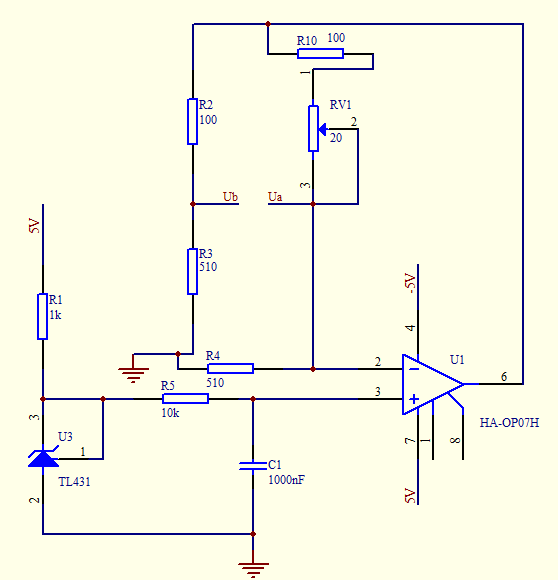 R10 100
1
R2
100
RV1
2
20
3
Ub
Ua
5V
R3
510
-5V
R1
1k
4
R4
510
2
U1
6
R5
10k
3
HA-OP07H
3
U3
1
7
1
8
C1
1000nF
TL431
2
5V